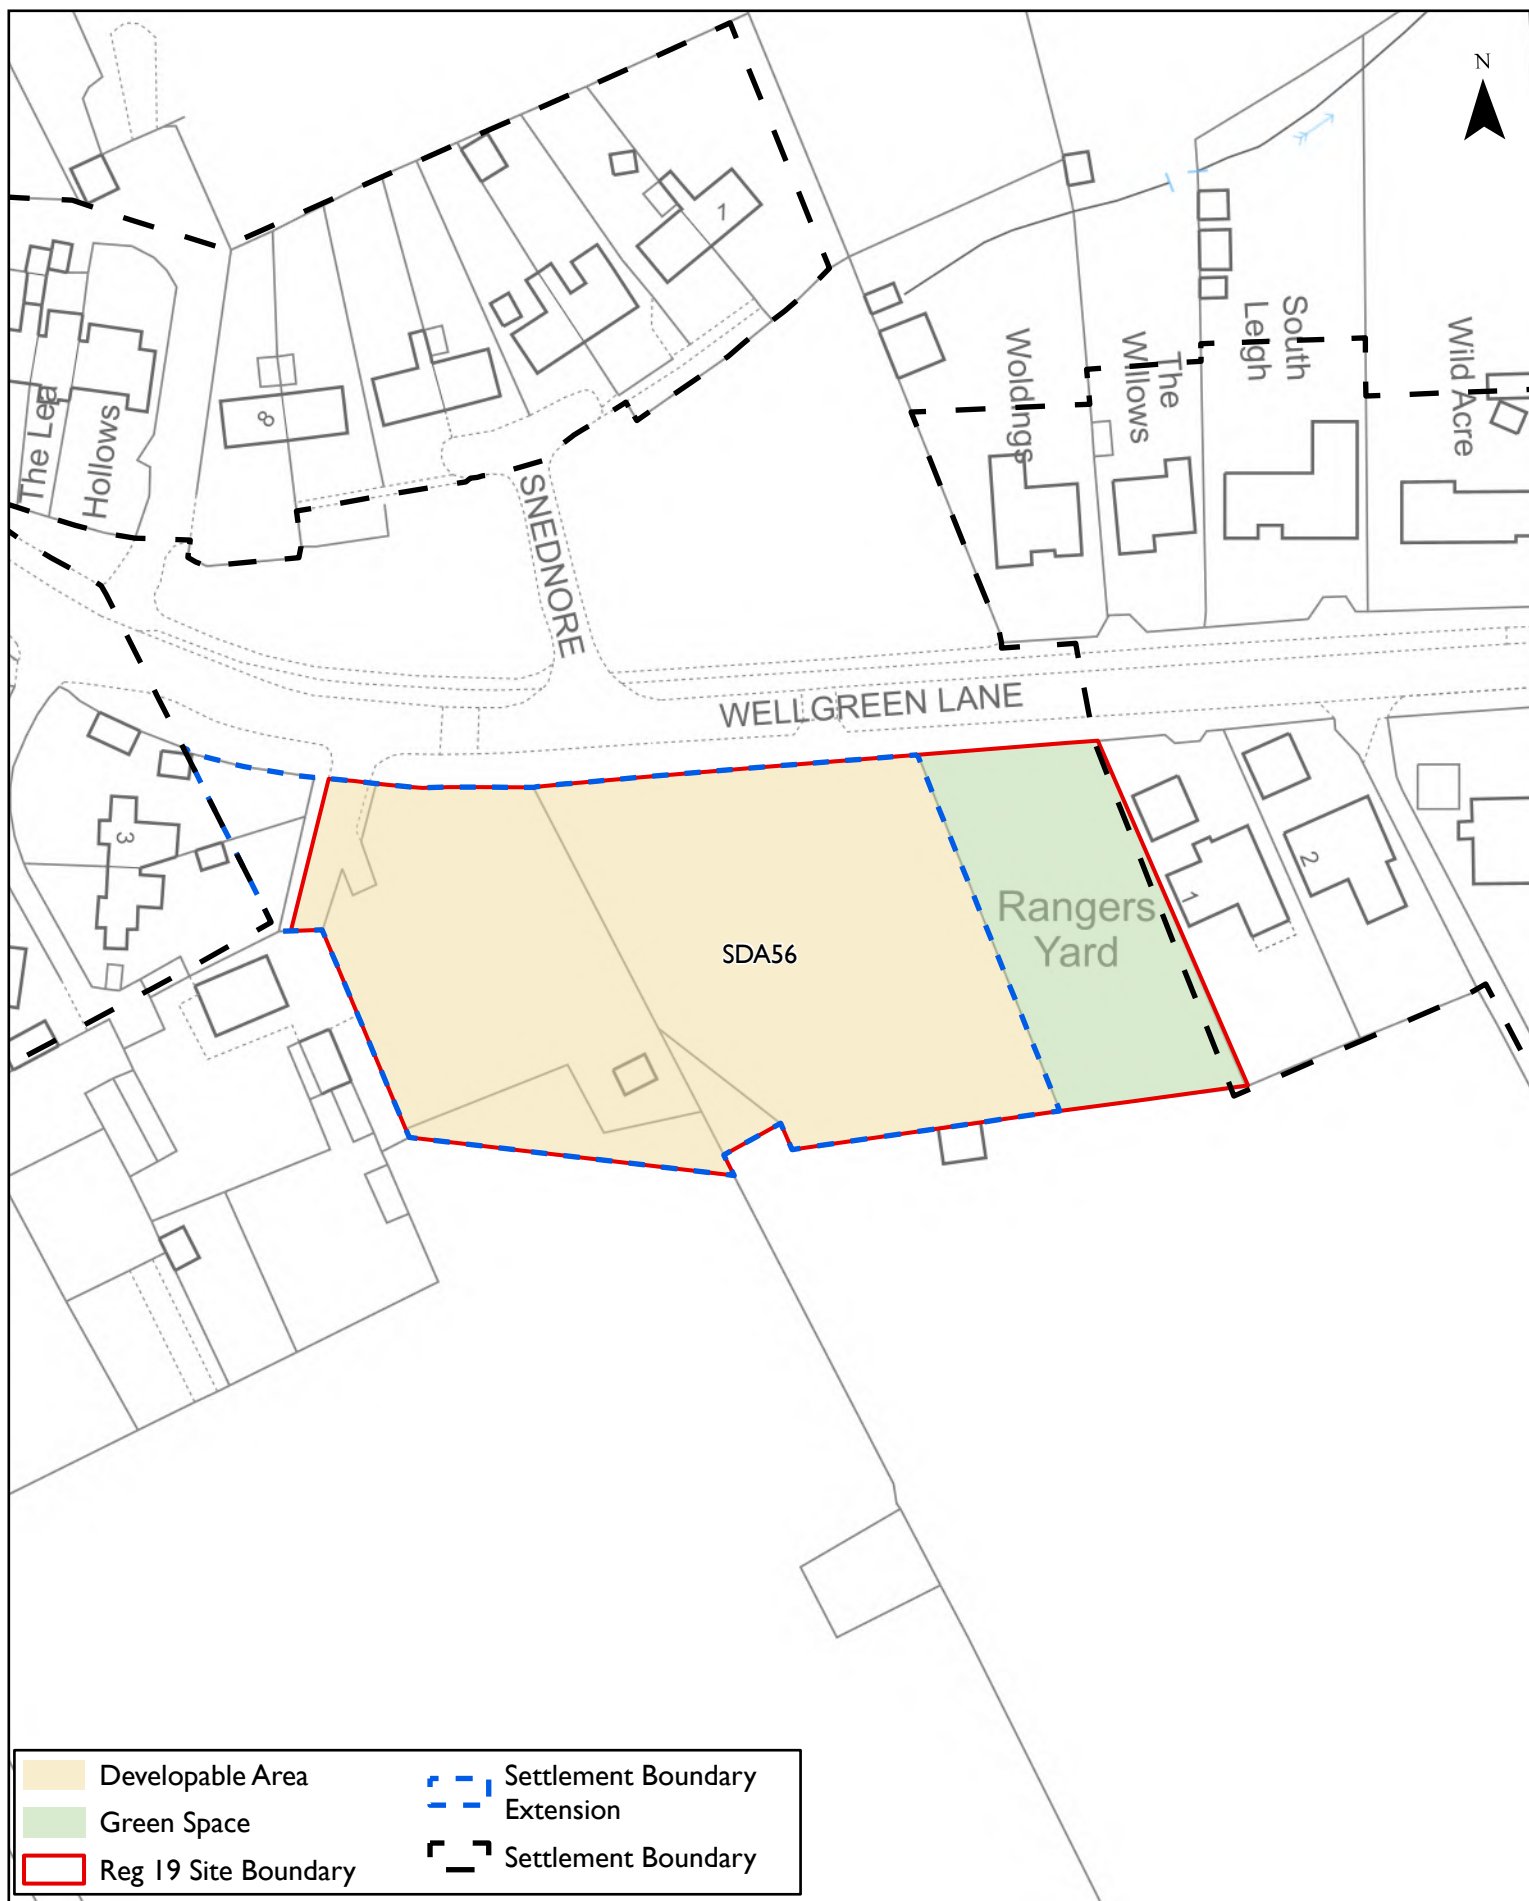 N
1
South
Leigh
Wild Acre
The
Willows
Woldings
The Lea
Hollows
8
SNEDNORE
WELLGREEN LANE
3
2
1
Rangers
Yard
SDA56
Developable Area
Green Space
Reg 19 Site Boundary
Settlement Boundary
Extension
Settlement Boundary